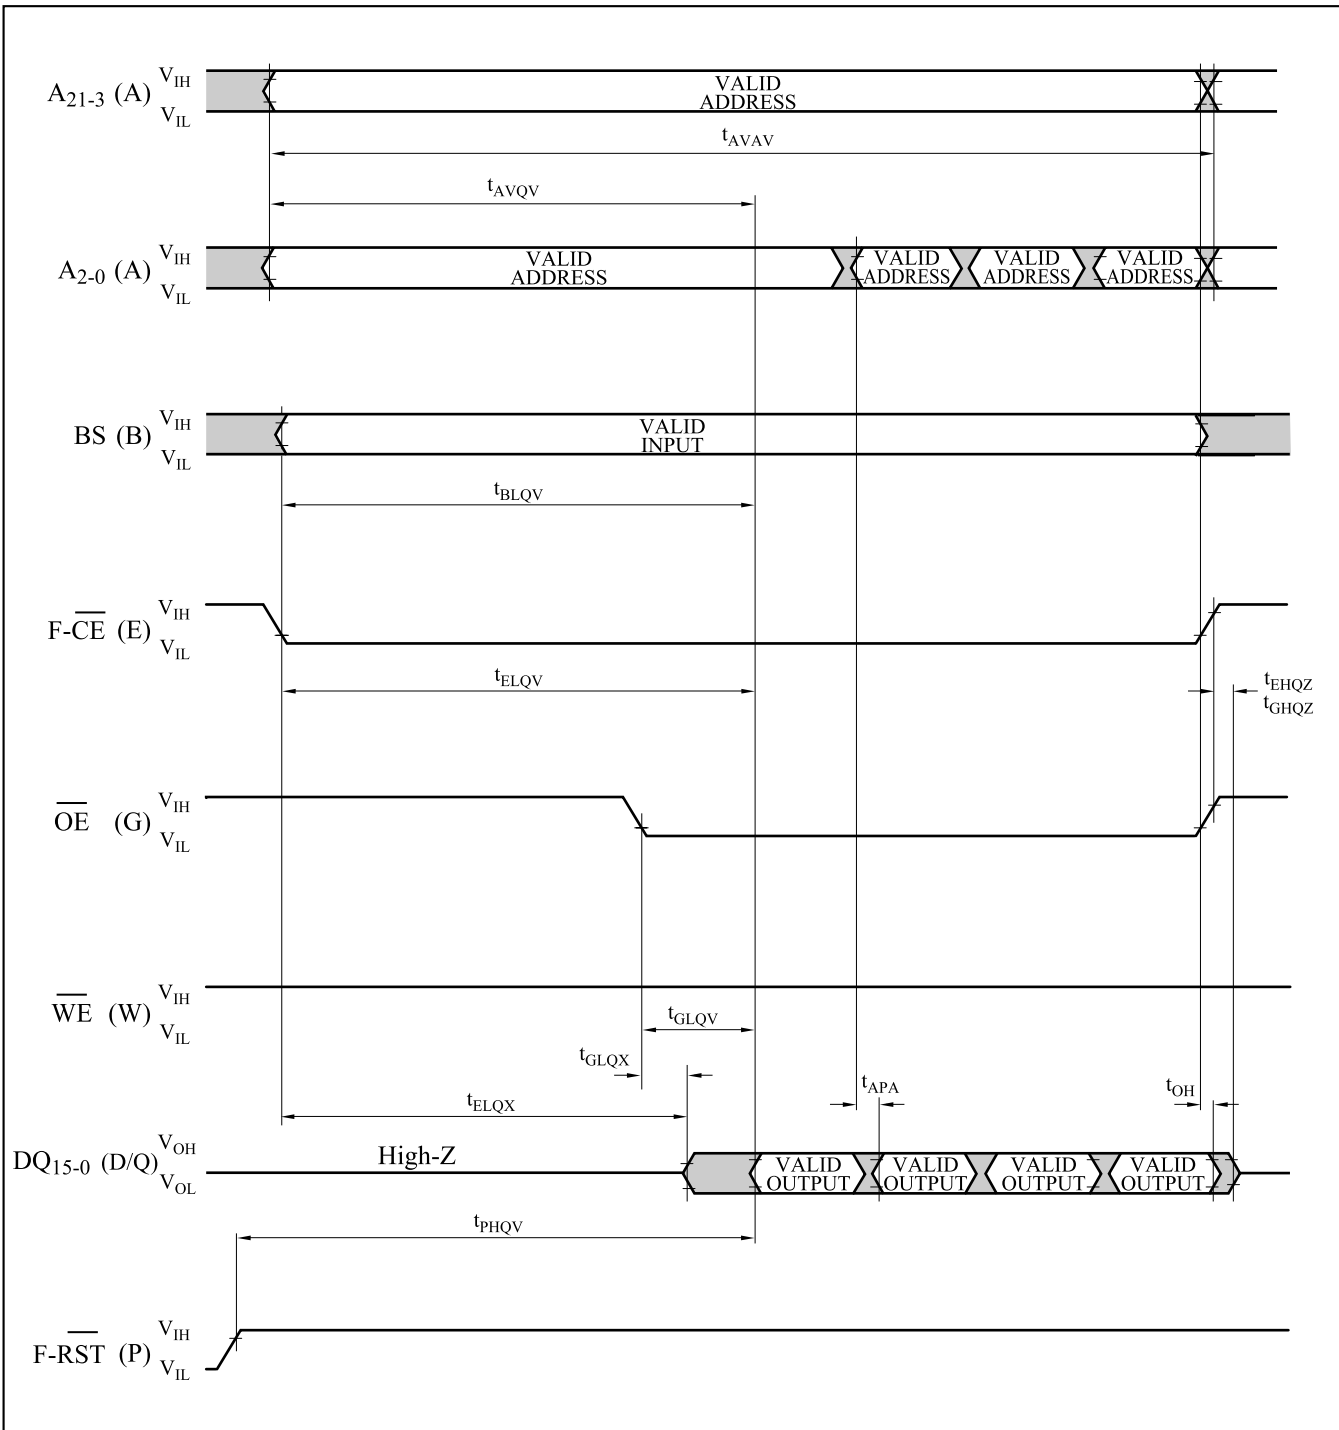 A21-3 (A) VIH VIL VALID ADDRESS
tAVAV
tAVQV
A2-0 (A) VIH VIL VALID ADDRESS VALID ADDRESS VALID ADDRESS VALID ADDRESS
BS (B) VIH VIL VALID INPUT
tBLQV
F-CE (E) VIH VIL
tELQV
tEHQZ
tGHQZ
OE (G) VIH VIL
WE (W) VIH VIL
tGLQV
tGLQX
tAPA
tOH
tELQX
DQ15-0 (D/Q) VOH VOL High-Z VALID OUTPUT VALID OUTPUT VALID OUTPUT VALID OUTPUT
tPHQV
F-RST (P) VIH VIL